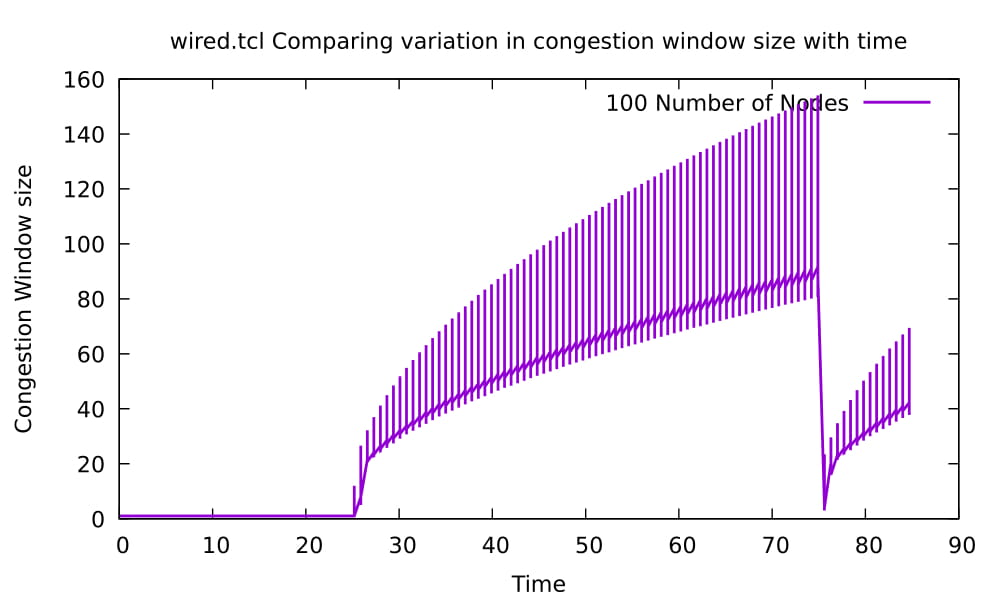 wired.tcl Comparing variation in congestion window size with time
160
140
120
100
80
60
40
20
0
Congestion Window size
100 Number of Nodes
0 10 20 30 40 50 60 70 80 90
Time